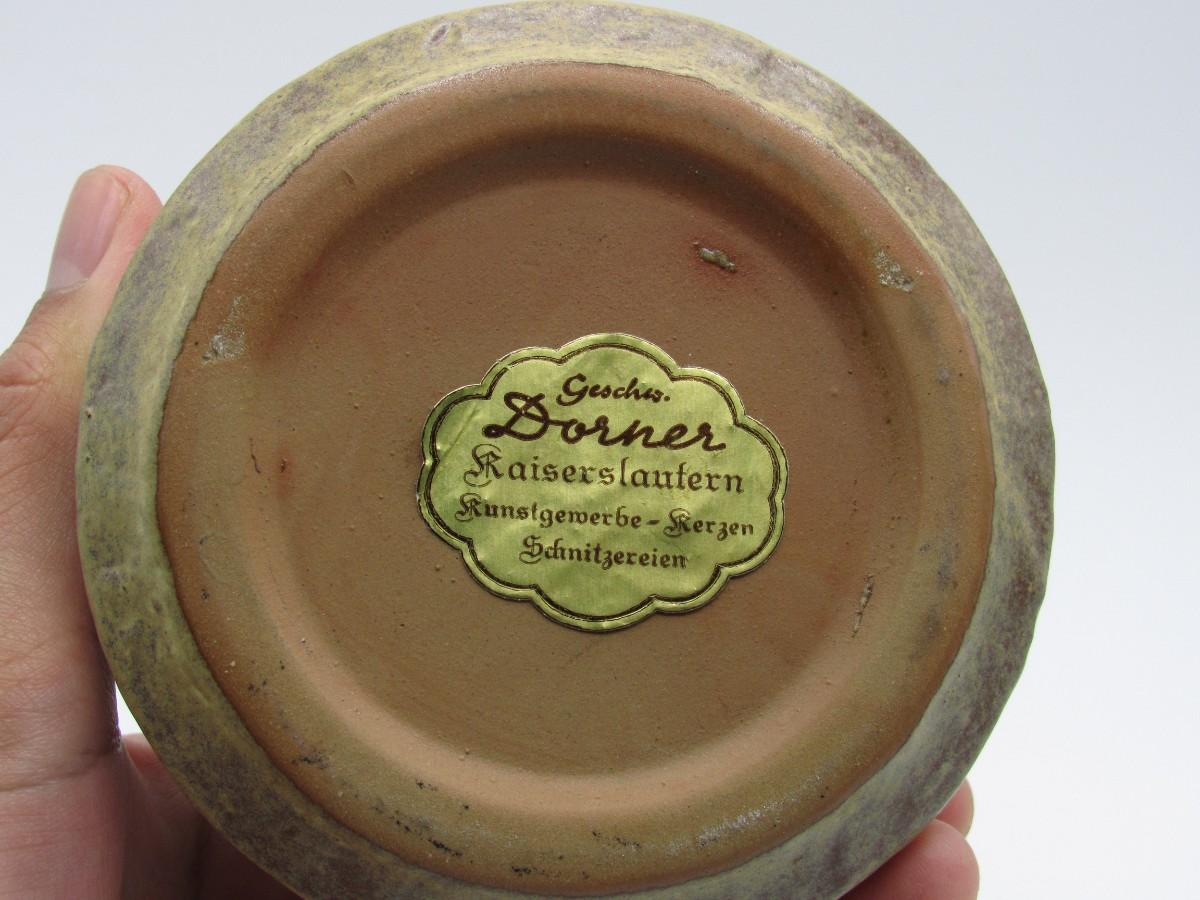 Geschw.
Dorner
Kaiserslautern
Kunstgewerbe - Kerzen
Schnitzereien